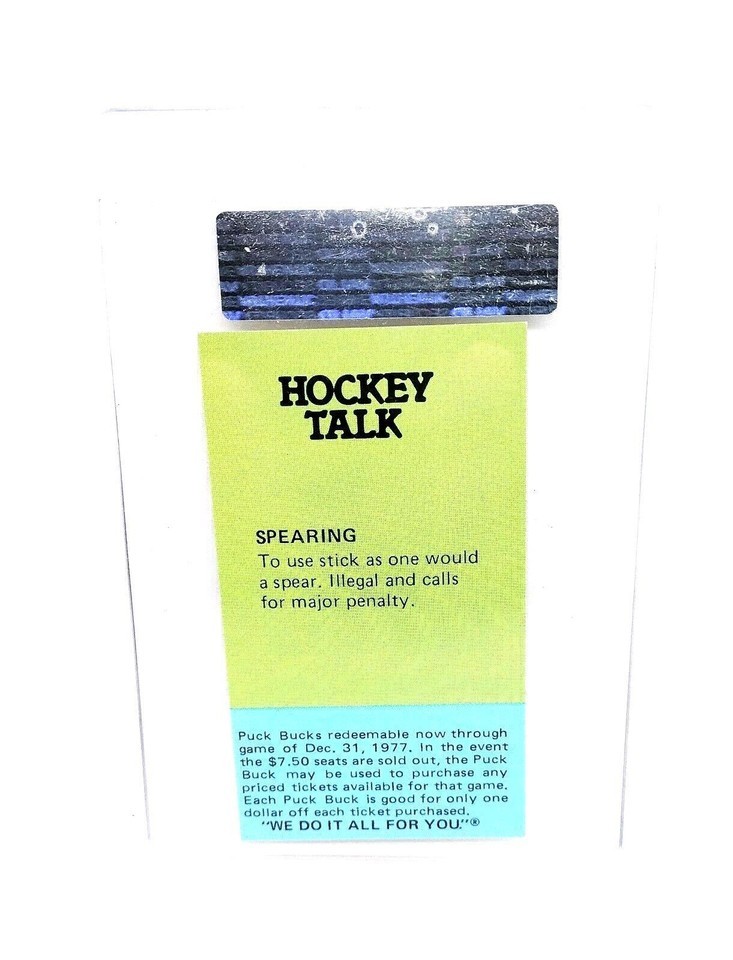 HOCKEY
TALK
SPEARING
To use stick as one would
a spear. Illegal and calls
for major penalty.
Puck Bucks redeemable now through
game of Dec. 31, 1977. In the event
the $7.50 seats are sold out, the Puck
Buck may be used to purchase any
priced tickets available for that game.
Each Puck Buck is good for only one
dollar off each ticket purchased.
"WE DO IT ALL FOR YOU."®